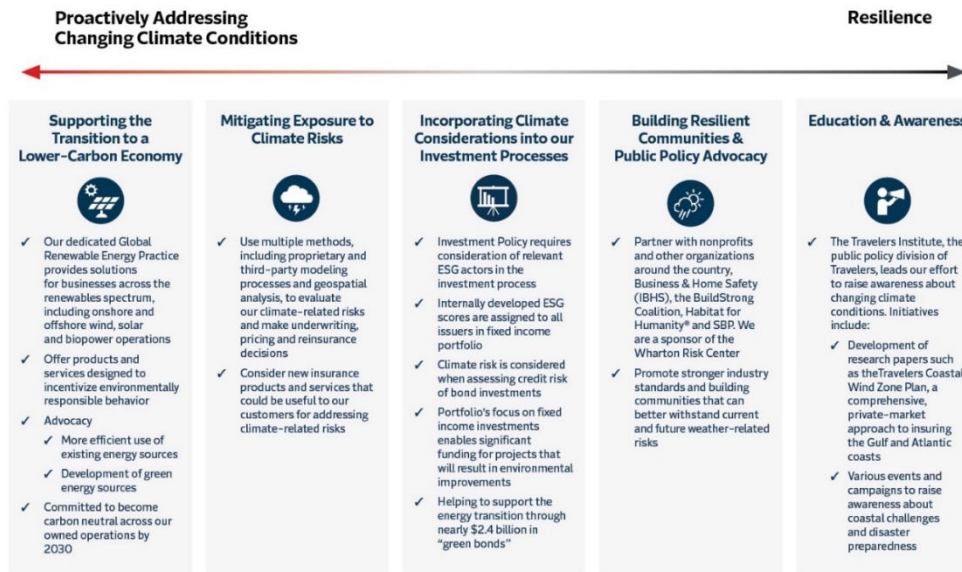 Proactively Addressing
Changing Climate Conditions
Resilience
Supporting the
Transition to a
Lower-Carbon Economy
✓ Our dedicated Global
Renewable Energy Practice
provides solutions
for businesses across the
renewables spectrum,
including onshore and
offshore wind, solar
and biopower operations
✓ Offer products and
services designed to
incentivize environmentally
responsible behavior
✓ Advocacy
✓ More efficient use of
existing energy sources
✓ Development of green
energy sources
✓ Committed to become
carbon neutral across our
owned operations by
2030
Mitigating Exposure to
Climate Risks
✓ Use multiple methods,
including proprietary and
third-party modeling
processes and geospatial
analysis, to evaluate
our climate-related risks
and make underwriting,
pricing and reinsurance
decisions
✓ Consider new insurance
products and services that
could be useful to our
customers for addressing
climate-related risks
Incorporating Climate
Considerations into our
Investment Processes
✓ Investment Policy requires
consideration of relevant
ESG actors in the
investment process
✓ Internally developed ESG
scores are assigned to all
issuers in fixed income
portfolio
✓ Climate risk is considered
when assessing credit risk
of bond investments
✓ Portfolio's focus on fixed
income investments
enables significant
funding for projects that
will result in environmental
improvements
✓ Helping to support the
energy transition through
nearly $2.4 billion in
"green bonds"
Building Resilient
Communities &
Public Policy Advocacy
✓ Partner with nonprofits
and other organizations
around the country,
Business & Home Safety
(IBHS), the BuildStrong
Coalition, Habitat for
Humanity® and SBP. We
are a sponsor of the
Wharton Risk Center
✓ Promote stronger industry
standards and building
communities that can
better withstand current
and future weather-related
risks
Education & Awareness
✓ The Travelers Institute, the
public policy division of
Travelers, leads our effort
to raise awareness about
changing climate
conditions. Initiatives
include:
✓ Development of
research papers such
as theTravelers Coastal
Wind Zone Plan, a
comprehensive,
private-market
approach to insuring
the Gulf and Atlantic
coasts
✓ Various events and
campaigns to raise
awareness about
coastal challenges
and disaster
preparedness